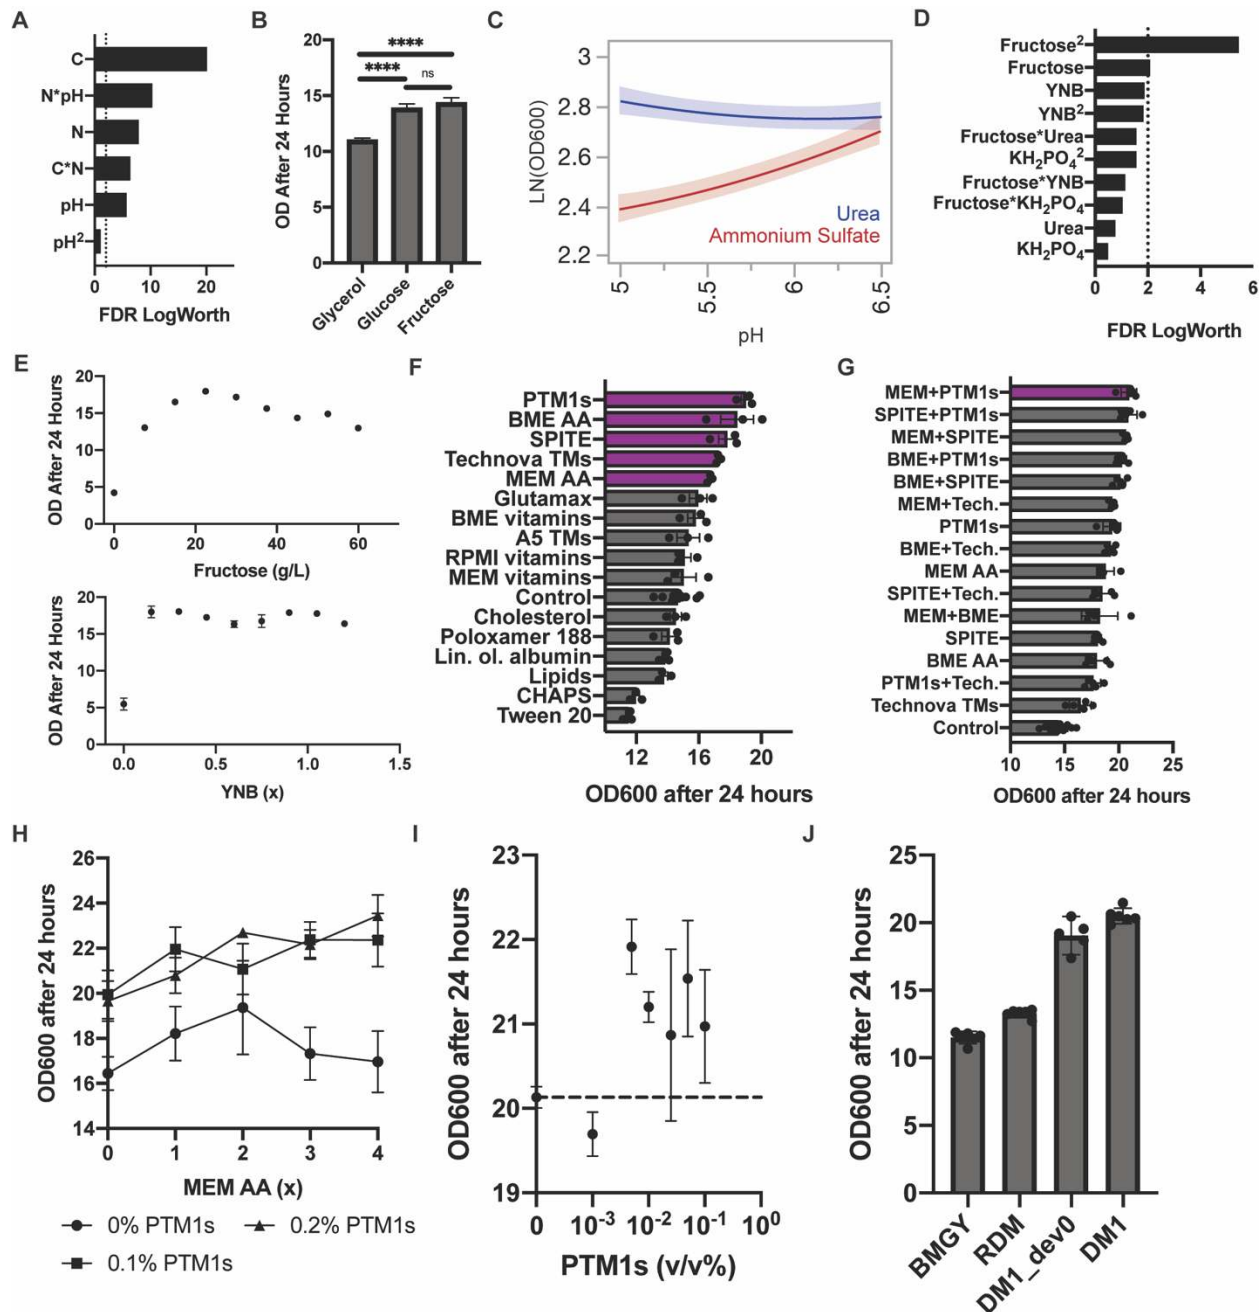 A
C
N*pH
N
C*N
pH
pH²
0 10 20
FDR LogWorth
B
OD After 24 Hours
20
15
10
5
0
****
****
ns
Glycerol
Glucose
Fructose
C
LN(OD600)
3
2.8
2.6
2.4
2.2
Urea
Ammonium Sulfate
5 5.5 6 6.5
pH
D
Fructose²
Fructose
YNB
YNB²
Fructose*Urea
KH₂PO₄²
Fructose*YNB
Fructose*KH₂PO₄
Urea
KH₂PO₄
0 2 4 6
FDR LogWorth
E
OD After 24 Hours
20
15
10
5
0
0 20 40 60
Fructose (g/L)
OD After 24 Hours
20
15
10
5
0
0.0 0.5 1.0 1.5
YNB (x)
F
PTM1s
BME AA
SPITE
Technova TMs
MEM AA
Glutamax
BME vitamins
A5 TMs
RPMI vitamins
MEM vitamins
Control
Cholesterol
Poloxamer 188
Lin. ol. albumin
Lipids
CHAPS
Tween 20
12 16 20
OD600 after 24 hours
G
MEM+PTM1s
SPITE+PTM1s
MEM+SPITE
BME+PTM1s
BME+SPITE
MEM+Tech.
PTM1s
BME+Tech.
MEM AA
SPITE+Tech.
MEM+BME
SPITE
BME AA
PTM1s+Tech.
Technova TMs
Control
10 15 20 25
OD600 after 24 hours
H
OD600 after 24 hours
26
24
22
20
18
16
14
0 1 2 3 4
MEM AA (x)
0% PTM1s 0.2% PTM1s
0.1% PTM1s
I
OD600 after 24 hours
23
22
21
20
19
0 10⁻³ 10⁻² 10⁻¹ 10⁰
PTM1s (v/v%)
J
OD600 after 24 hours
25
20
15
10
5
0
BMGY
RDM
DM1_dev0
DM1